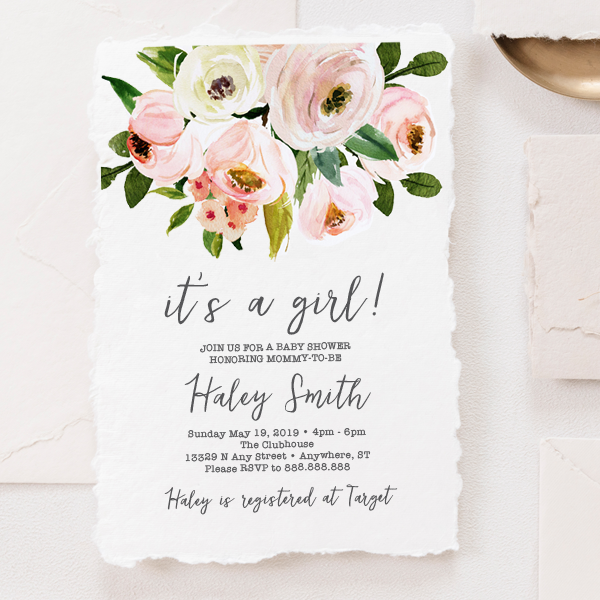 it's a girl!
JOIN US FOR A BABY SHOWER
HONORING MOMMY-TO-BE
Haley Smith
Sunday May 19, 2019 • 4pm - 6pm
The Clubhouse
13329 N Any Street • Anywhere, ST
Please RSVP to 888.888.888
Haley is registered at Target